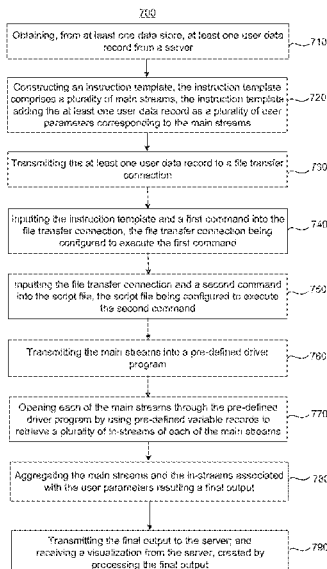 700
Obtaining, from at least one data store, at least one user data
record from a server
710
Constructing an instruction template, the instruction template
comprises a plurality of main streams, the instruction template
adding the at least one user data record as a plurality of user
parameters corresponding to the main streams
720
Transmitting the at least one user data record to a file transfer
connection
730
Inputting the instruction template and a first command into the
file transfer connection, the file transfer connection being
configured to execute the first command
740
Inputting the file transfer connection and a second command
into the script file, the script file being configured to execute
the second command
750
Transmitting the main streams into a pre-defined driver
program
760
Opening each of the main streams through the pre-defined
driver program by using pre-defined variable records to
retrieve a plurality of in-streams of each of the main streams
770
Aggregating the main streams and the in-streams associated
with the user parameters resulting a final output
780
Transmitting the final output to the server; and
receiving a visualization from the server, created by
processing the final output
790